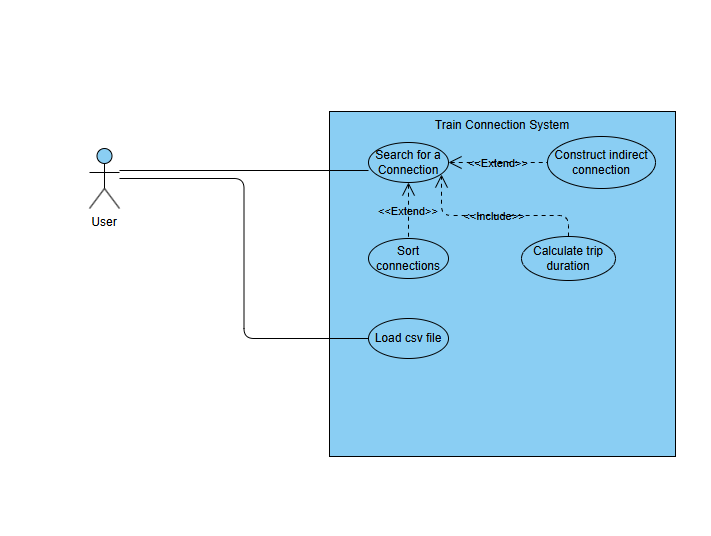 Train Connection System
Search for a
Connection
<<Extend>>
Construct indirect
connection
User
<<Extend>>
<<Include>>
Sort
connections
Calculate trip
duration
Load csv file